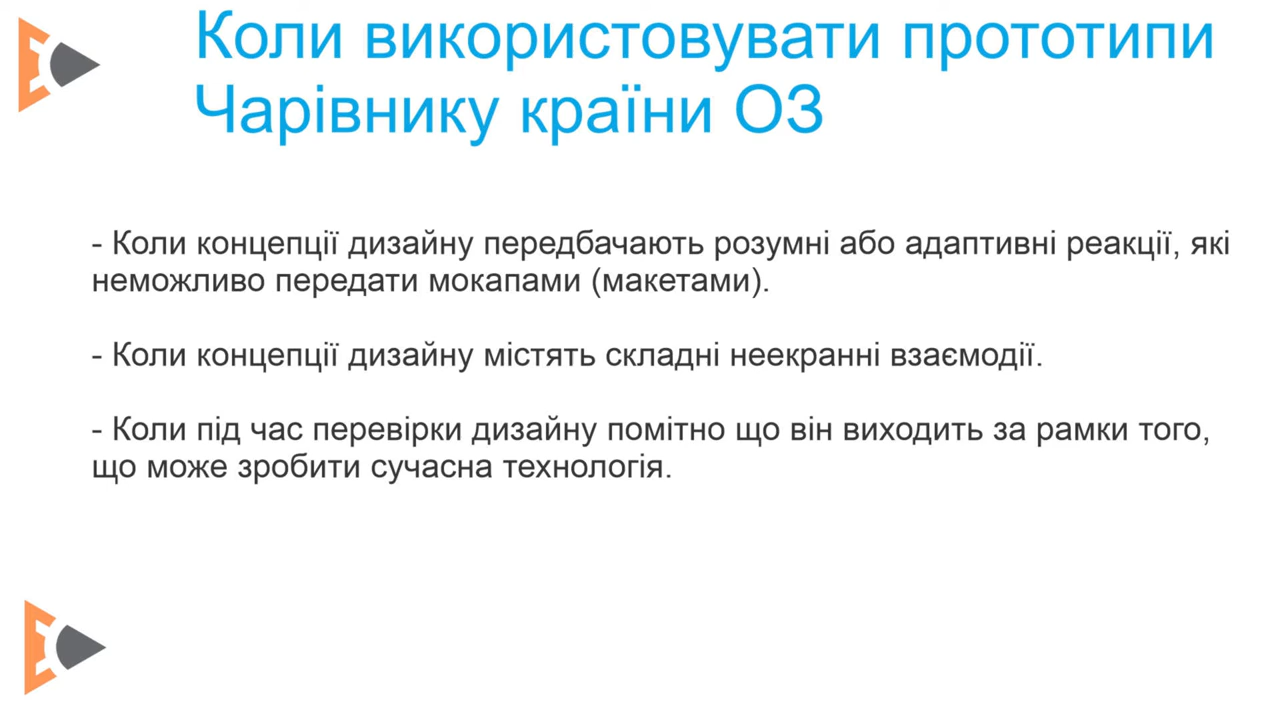 Коли використовувати прототипи
Чарівнику країни ОЗ
- Коли концепції дизайну передбачають розумні або адаптивні реакції, які
неможливо передати мокапами (макетами).
- Коли концепції дизайну містять складні неекранні взаємодії.
- Коли під час перевірки дизайну помітно що він виходить за рамки того,
що може зробити сучасна технологія.